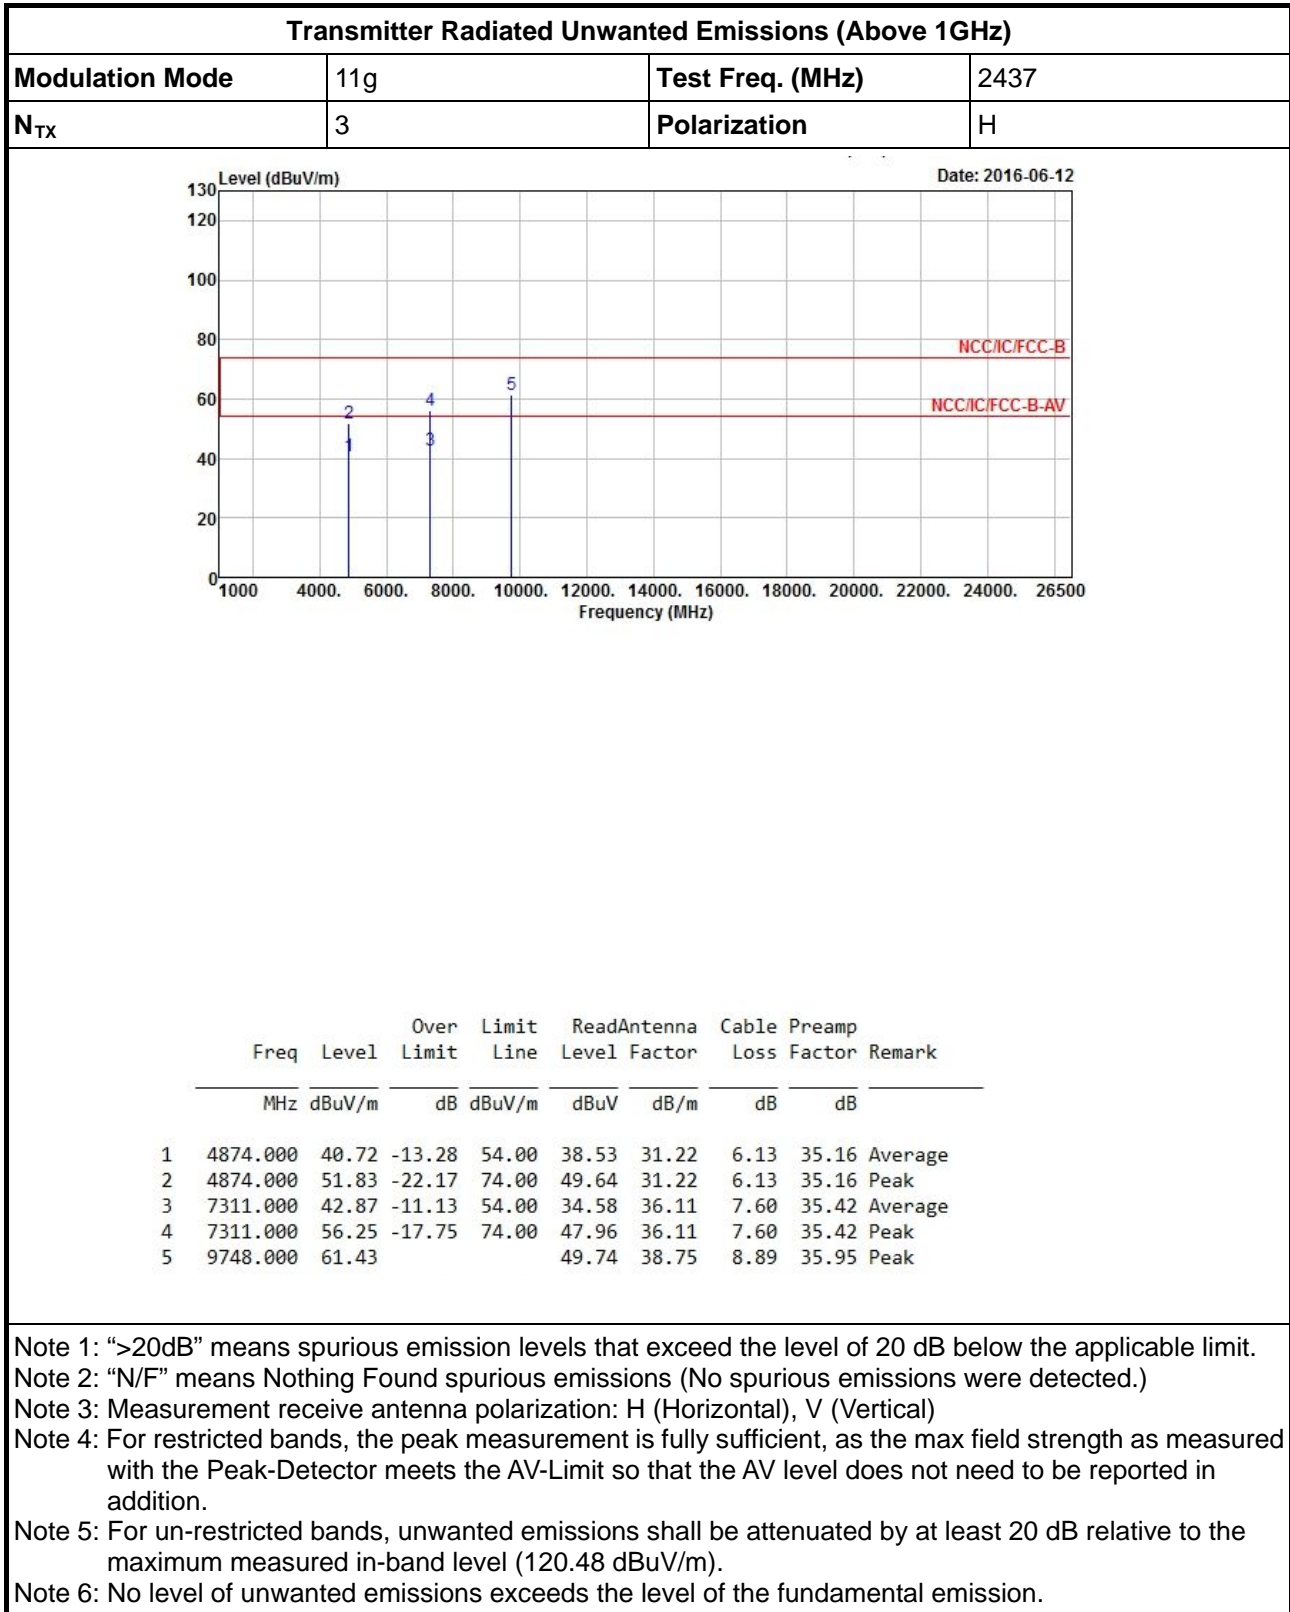 Transmitter Radiated Unwanted Emissions (Above 1GHz)
Modulation Mode 11g Test Freq. (MHz) 2437
NTX 3 Polarization H
Level (dBuV/m) Date: 2016-06-12
130
120
100
80
60
40
20
0
NCC/IC/FCC-B
NCC/IC/FCC-B-AV
1 2 3 4 5
1000 4000. 6000. 8000. 10000. 12000. 14000. 16000. 18000. 20000. 22000. 24000. 26500
Frequency (MHz)
Over Limit ReadAntenna Cable Preamp
Freq Level Limit Line Level Factor Loss Factor Remark
MHz dBuV/m dB dBuV/m dBuV dB/m dB dB
1 4874.000 40.72 -13.28 54.00 38.53 31.22 6.13 35.16 Average
2 4874.000 51.83 -22.17 74.00 49.64 31.22 6.13 35.16 Peak
3 7311.000 42.87 -11.13 54.00 34.58 36.11 7.60 35.42 Average
4 7311.000 56.25 -17.75 74.00 47.96 36.11 7.60 35.42 Peak
5 9748.000 61.43 49.74 38.75 8.89 35.95 Peak
Note 1: “>20dB” means spurious emission levels that exceed the level of 20 dB below the applicable limit.
Note 2: “N/F” means Nothing Found spurious emissions (No spurious emissions were detected.)
Note 3: Measurement receive antenna polarization: H (Horizontal), V (Vertical)
Note 4: For restricted bands, the peak measurement is fully sufficient, as the max field strength as measured
with the Peak-Detector meets the AV-Limit so that the AV level does not need to be reported in
addition.
Note 5: For un-restricted bands, unwanted emissions shall be attenuated by at least 20 dB relative to the
maximum measured in-band level (120.48 dBuV/m).
Note 6: No level of unwanted emissions exceeds the level of the fundamental emission.